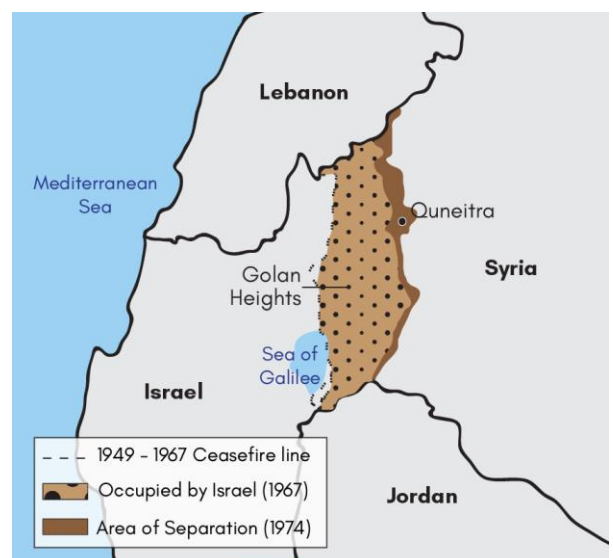 Lebanon
Mediterranean
Sea
Quneitra
Golan
Heights
Syria
Sea of
Galilee
Israel
Jordan
1949 - 1967 Ceasefire line
Occupied by Israel (1967)
Area of Separation (1974)